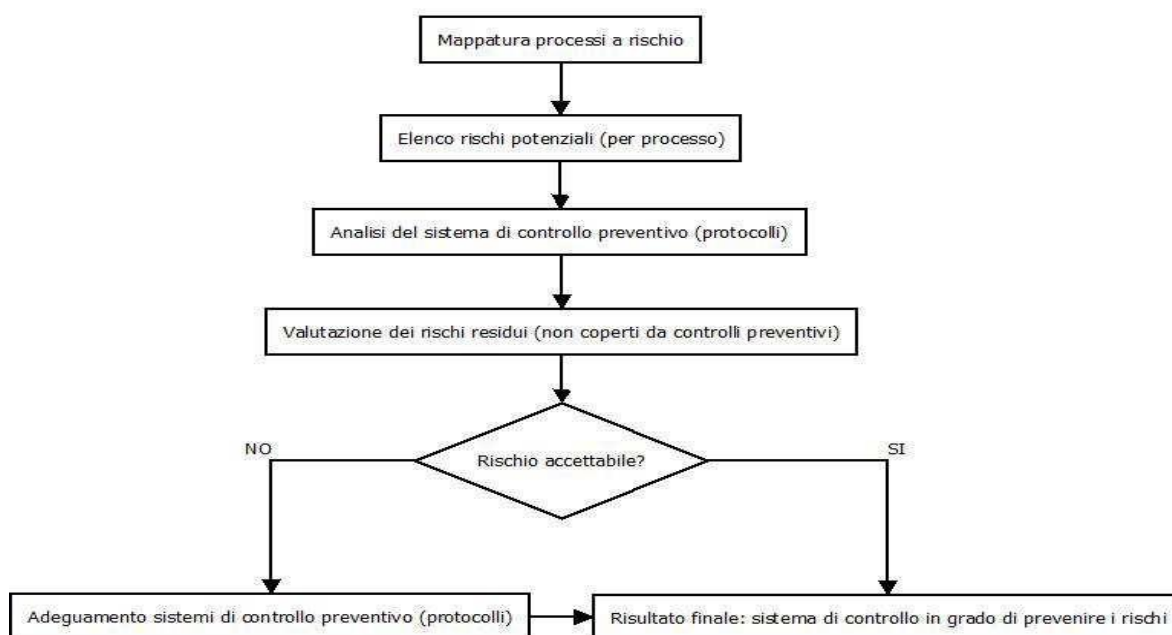 Mappatura processi a rischio
Elenco rischi potenziali (per processo)
Analisi del sistema di controllo preventivo (protocolli)
Valutazione dei rischi residui (non coperti da controlli preventivi)
NO
Rischio accettabile?
SI
Adeguamento sistemi di controllo preventivo (protocolli)
Risultato finale: sistema di controllo in grado di prevenire i rischi